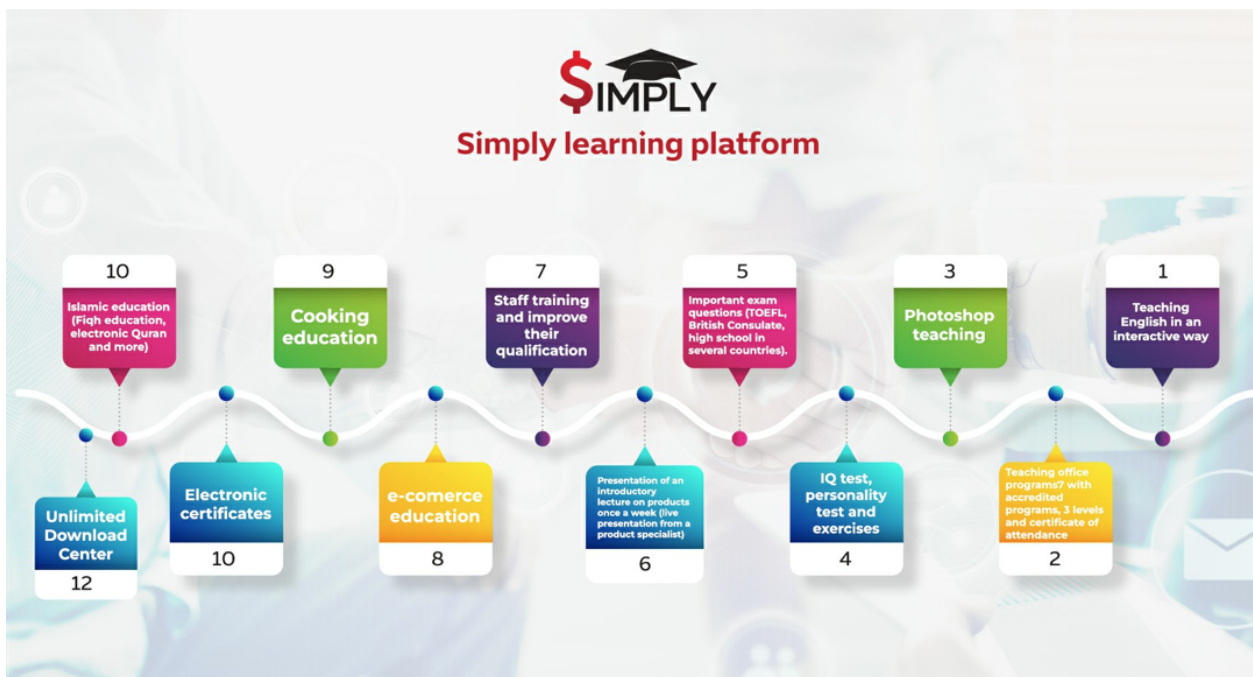 $IMPLY
Simply learning platform
10
Islamic education
(Fiqh education,
electronic Quran
and more)
9
Cooking
education
7
Staff training
and improve
their
qualification
5
Important exam
questions (TOEFL,
British Consulate,
high school in
several countries).
3
Photoshop
teaching
1
Teaching
English in an
interactive way
Unlimited
Download
Center
12
Electronic
certificates
10
e-comerce
education
8
Presentation of an
introductory
lecture on products
once a week (live
presentation from a
product specialist)
6
IQ test,
personality
test and
exercises
4
Teaching office
programs? with
accredited
programs, 3 levels
and certificate of
attendance
2